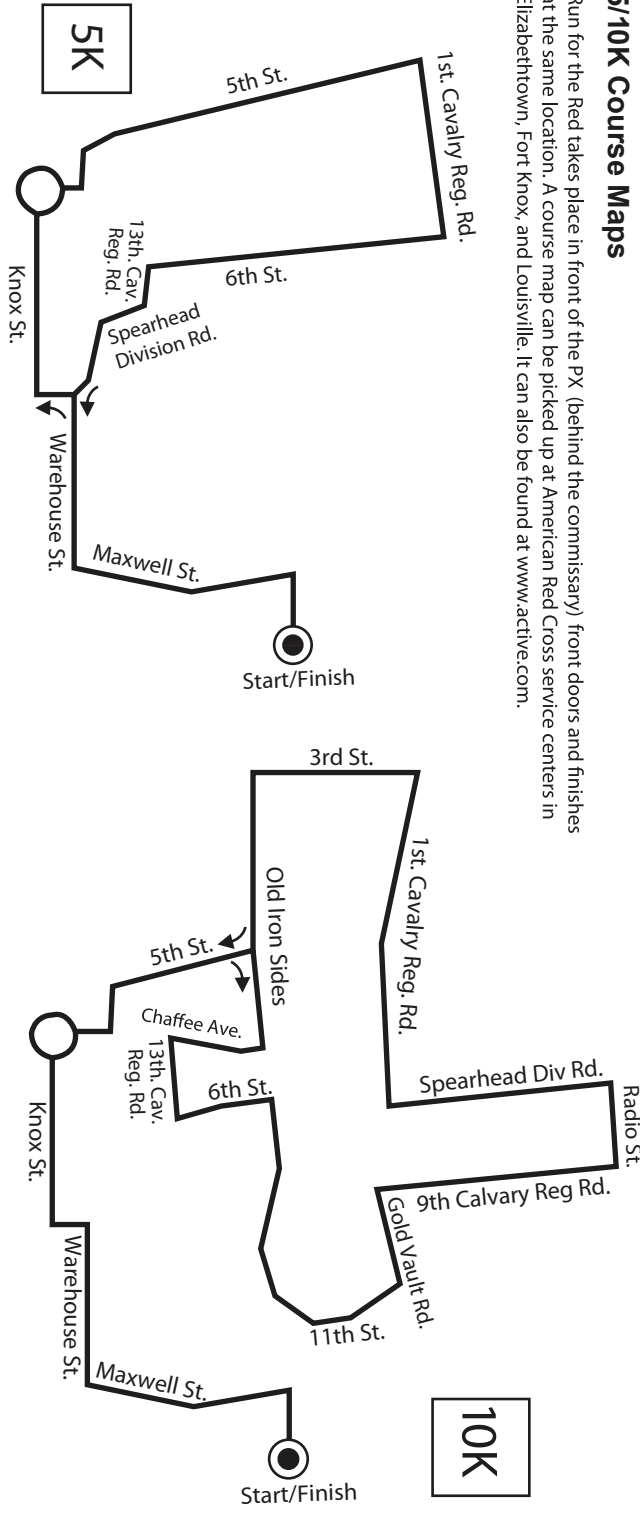 5/10K Course Maps
Run for the Red takes place in front of the PX (behind the commissary) front doors and finishes
at the same location. A course map can be picked up at American Red Cross service centers in
Elizabethtown, Fort Knox, and Louisville. It can also be found at www.active.com.
5K
1st. Cavalry Reg. Rd.
5th St.
6th St.
13th. Cav.
Reg. Rd.
Spearhead
Division Rd.
Knox St.
Warehouse St.
Maxwell St.
Start/Finish
10K
3rd St.
1st. Cavalry Reg. Rd.
Old Iron Sides
5th St.
Chaffee Ave.
13th. Cav.
Reg. Rd.
6th St.
Spearhead Div Rd.
Radio St.
9th Calvary Reg Rd.
Gold Vault Rd.
11th St.
Knox St.
Warehouse St.
Maxwell St.
Start/Finish